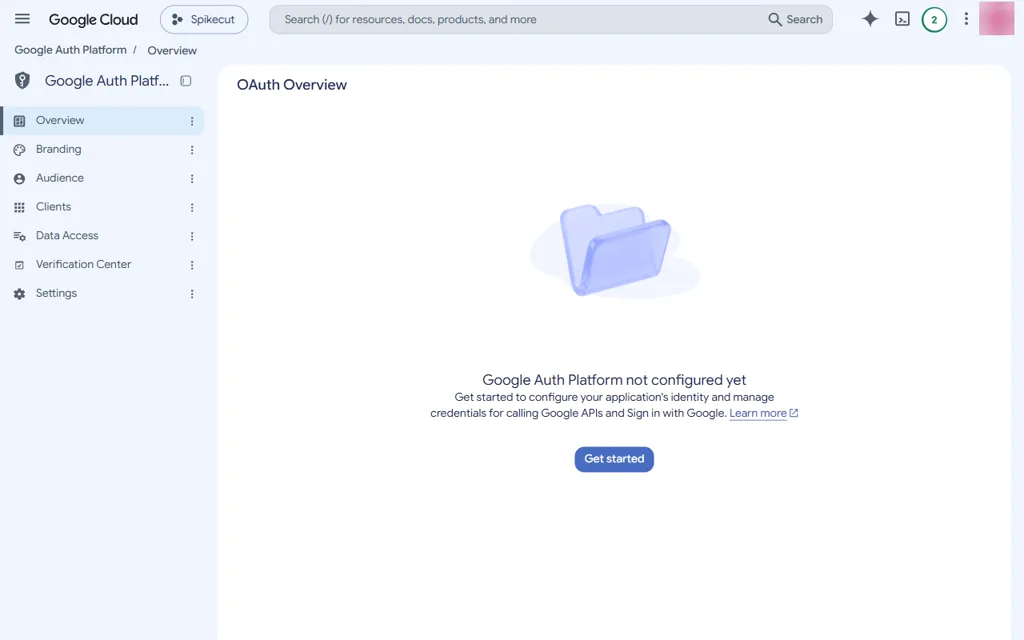 Google Cloud
Spikecut
Search (/) for resources, docs, products, and more
Search
2
Google Auth Platform / Overview
Google Auth Platf...
OAuth Overview
Overview
Branding
Audience
Clients
Data Access
Verification Center
Settings
Google Auth Platform not configured yet
Get started to configure your application's identity and manage
credentials for calling Google APIs and Sign in with Google. Learn more
Get started